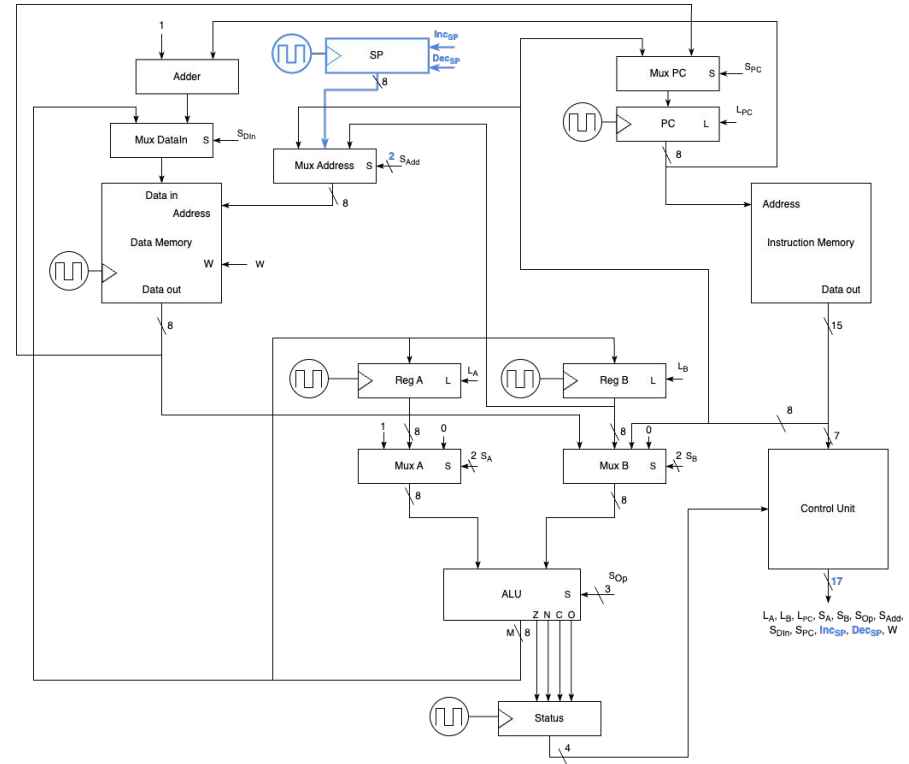 1
Adder
SP
Inc_SP
Dec_SP
8
Mux PC S
S_PC
Mux DataIn S
S_DIn
PC L
L_PC
8
Mux Address S
2 S_Add
8
Data in
Address
Data Memory
W
W
Data out
8
Address
Instruction Memory
Data out
15
Reg A L
L_A
Reg B L
L_B
8
7
1
8
0
8
0
Mux A S
2 S_A
Mux B S
2 S_B
8
8
Control Unit
17
L_A, L_B, L_PC, S_A, S_B, S_Op, S_Add,
S_DIn, S_PC, Inc_SP, Dec_SP, W
ALU S
S_Op
3
Z N C O
M 8
Status
4